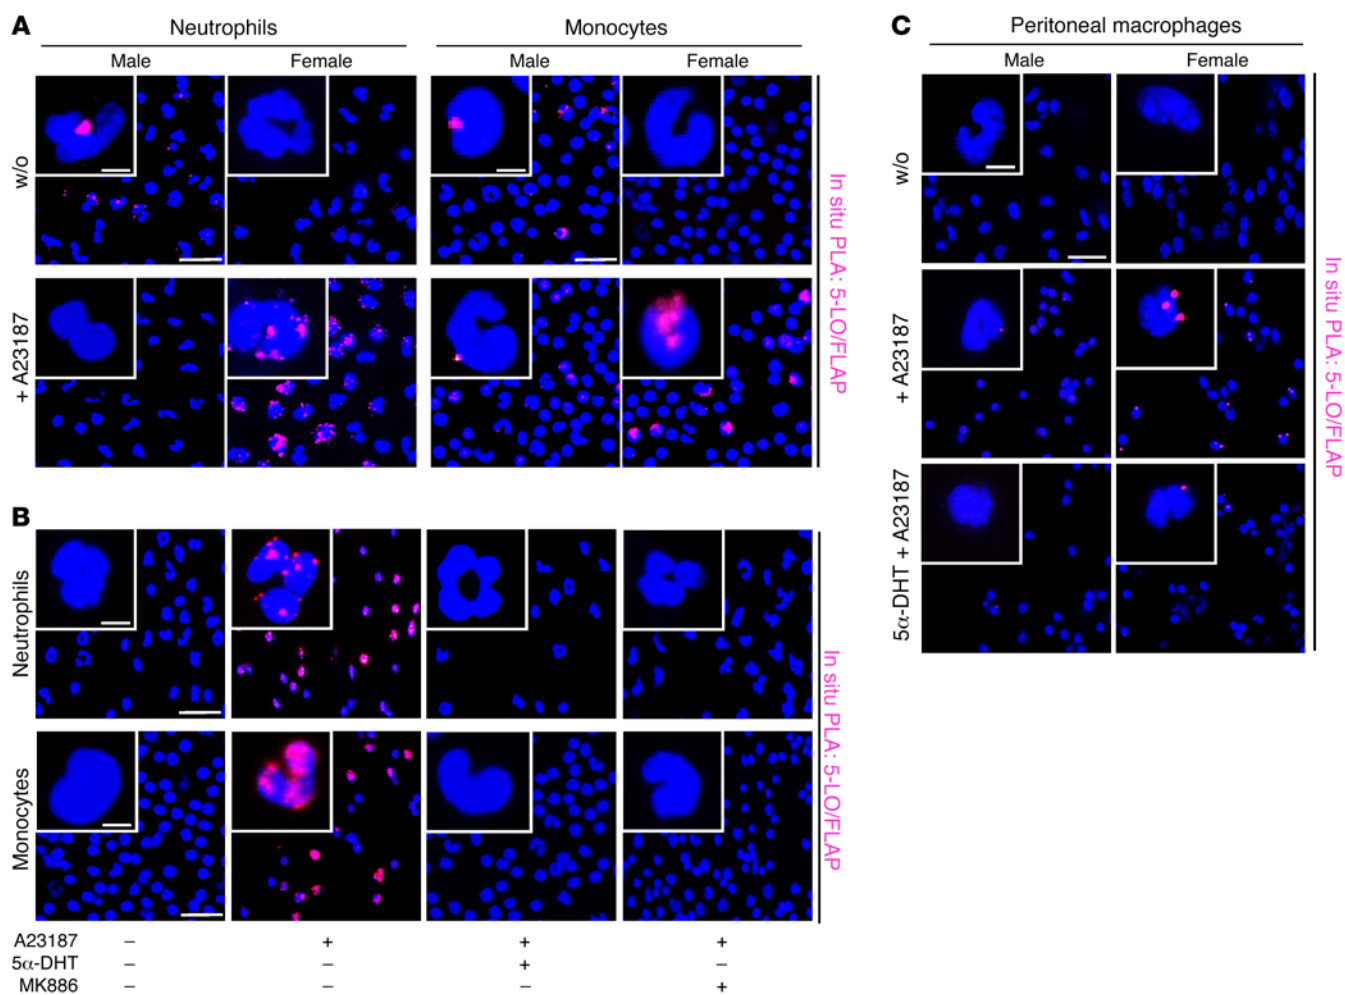 A
Neutrophils
Monocytes
Male
Female
Male
Female
w/o
+ A23187
In situ PLA: 5-LO/FLAP
B
Neutrophils
Monocytes
In situ PLA: 5-LO/FLAP
A23187 – + + +
5α-DHT – – + –
MK886 – – – +
C
Peritoneal macrophages
Male
Female
w/o
+ A23187
5α-DHT + A23187
In situ PLA: 5-LO/FLAP